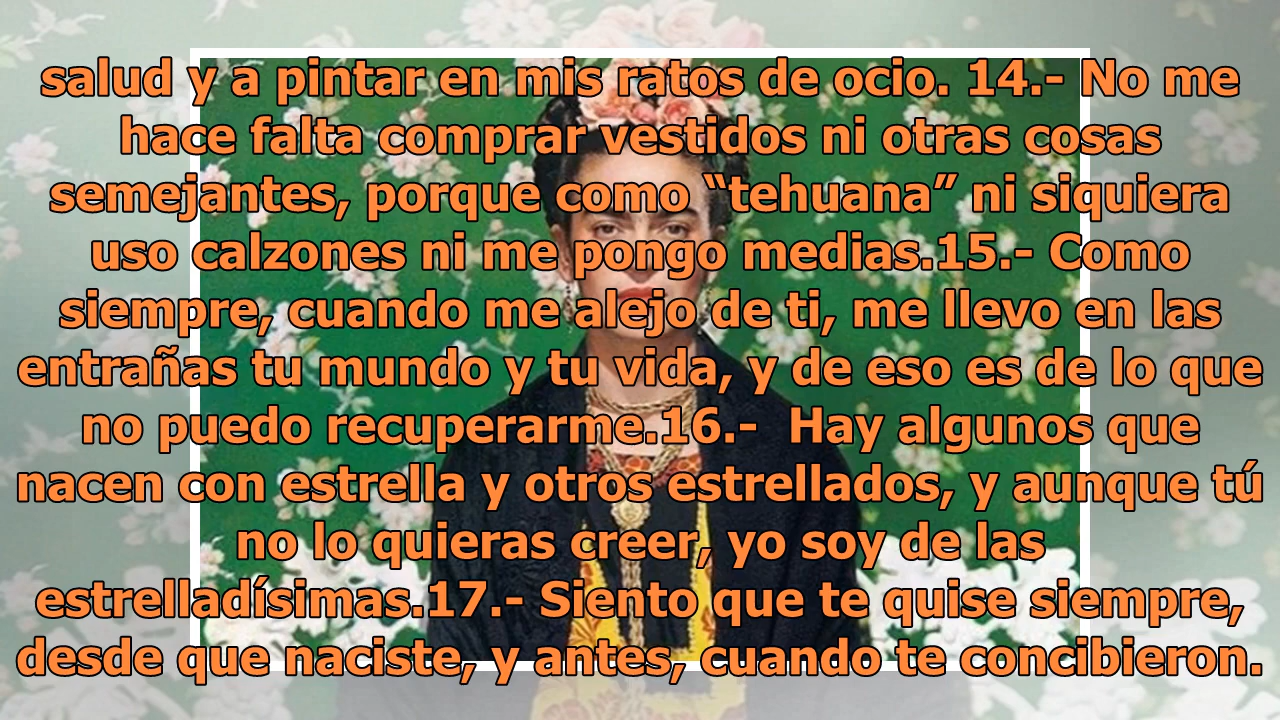 salud y a pintar en mis ratos de ocio. 14.- No me
hace falta comprar vestidos ni otras cosas
semejantes, porque como “tehuana” ni siquiera
uso calzones ni me pongo medias.15.- Como
siempre, cuando me alejo de ti, me llevo en las
entrañas tu mundo y tu vida, y de eso es de lo que
no puedo recuperarme.16.-  Hay algunos que
nacen con estrella y otros estrellados, y aunque tú
no lo quieras creer, yo soy de las
estrelladísimas.17.- Siento que te quise siempre,
desde que naciste, y antes, cuando te concibieron.